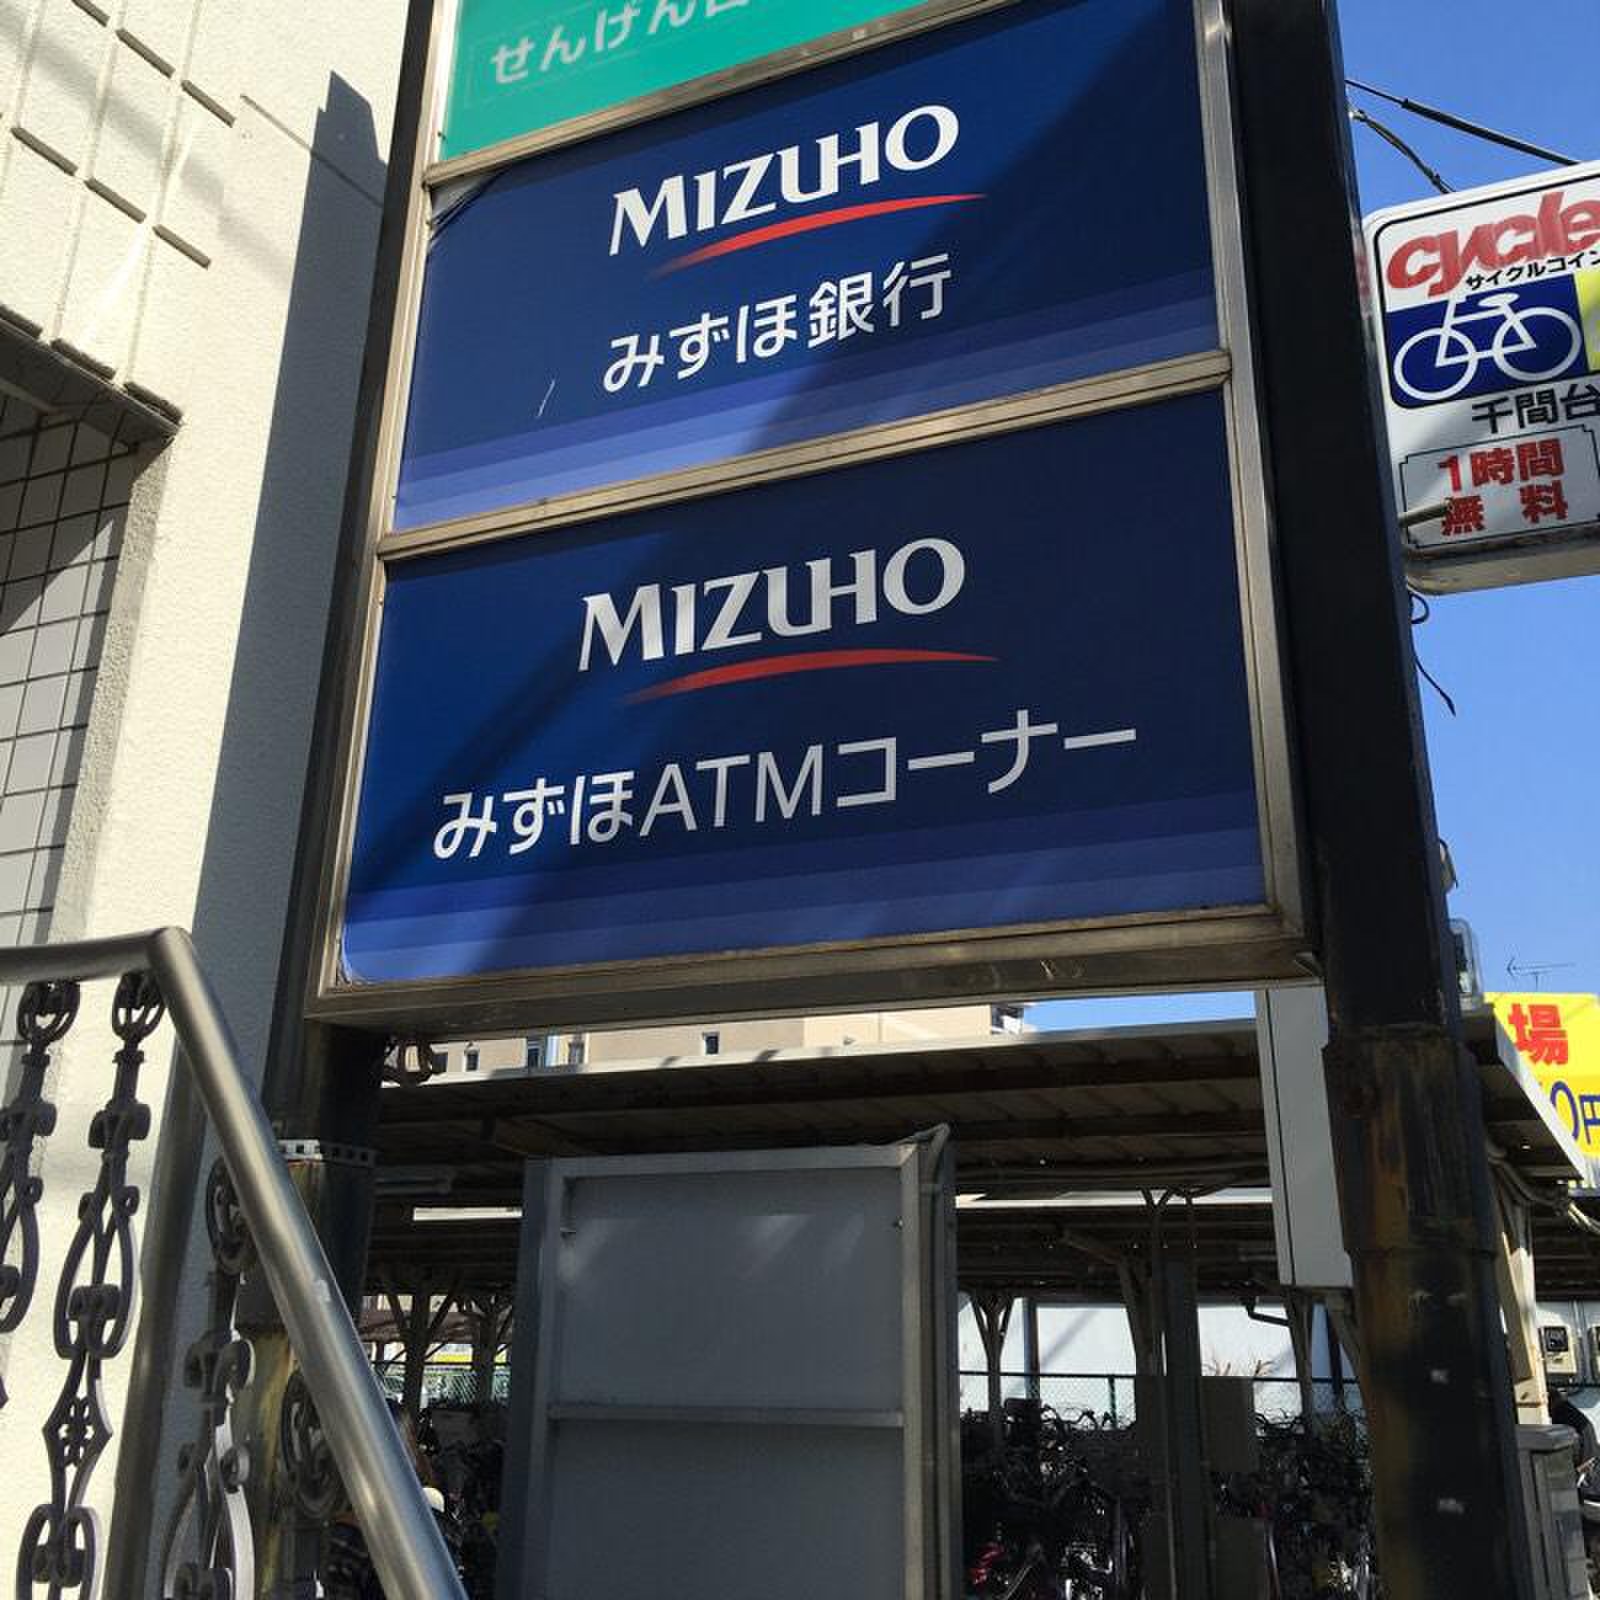 せんげん
MIZUHO
みずほ銀行
MIZUHO
みずほATMコーナー
cycle
サイクルコイン
千間台
1時間
無 料
場
0円